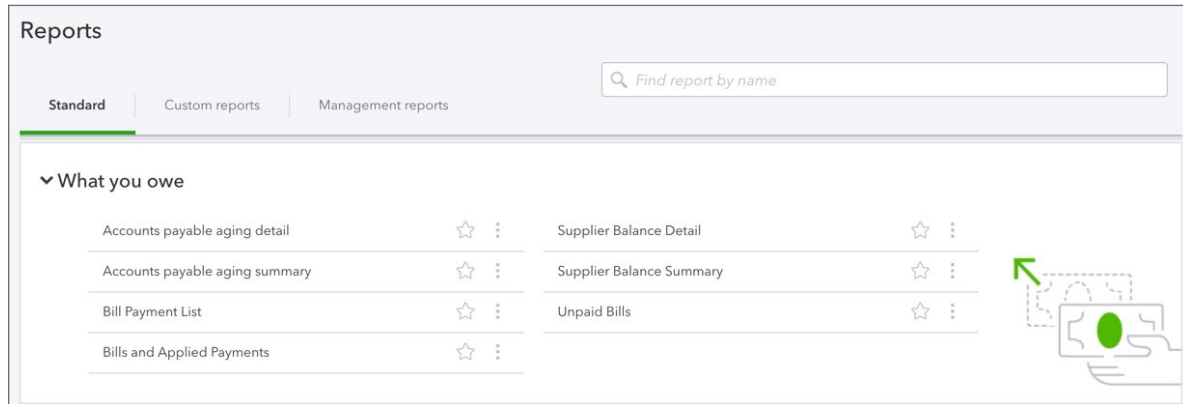 Reports
Find report by name
Standard
Custom reports
Management reports
What you owe
Accounts payable aging detail
Supplier Balance Detail
Accounts payable aging summary
Supplier Balance Summary
Bill Payment List
Unpaid Bills
Bills and Applied Payments